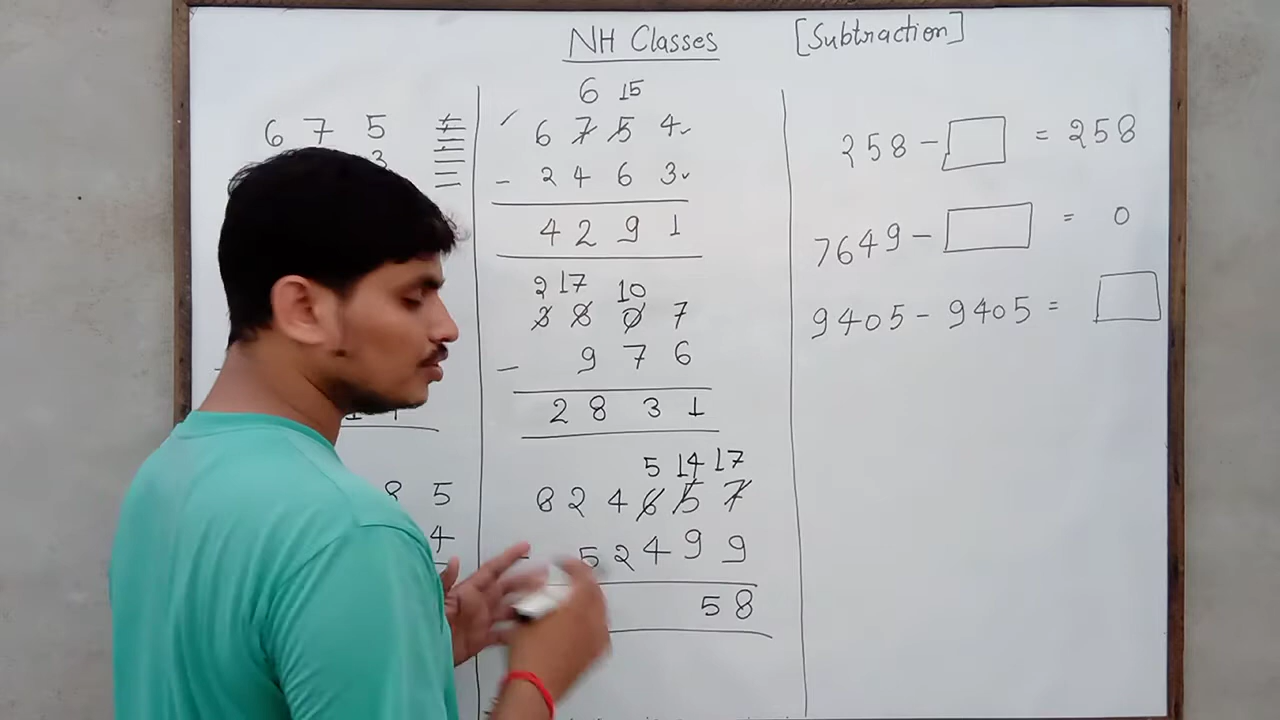 NH Classes [Subtraction]
6 7 5
3
8 5
4
6 15
6 7 5 4
- 2 4 6 3
4 2 9 1
2 17 10
3 8 0 7
- 9 7 6
2 8 3 1
5 14 17
8 2 4 6 5 7
- 5 2 4 9 9
5 8
258 - □ = 258
7649 - □ = 0
9405 - 9405 = □